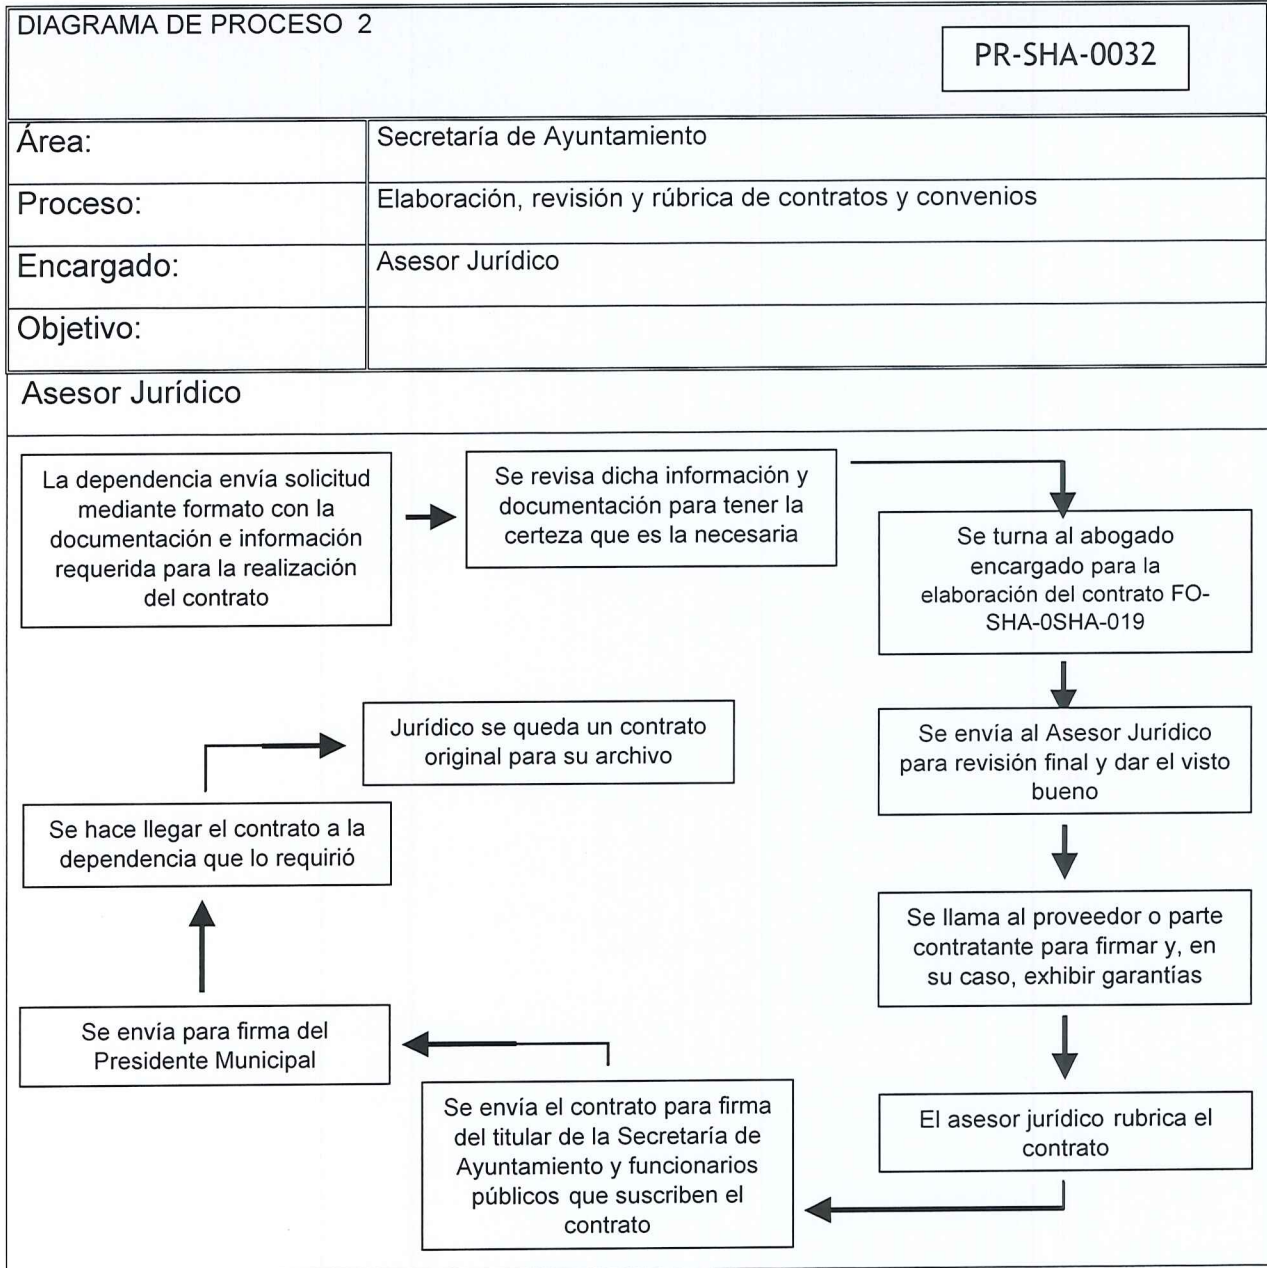 DIAGRAMA DE PROCESO 2
PR-SHA-0032
Área:
Secretaría de Ayuntamiento
Proceso:
Elaboración, revisión y rúbrica de contratos y convenios
Encargado:
Asesor Jurídico
Objetivo:
Asesor Jurídico
La dependencia envía solicitud
mediante formato con la
documentación e información
requerida para la realización
del contrato
Se revisa dicha información y
documentación para tener la
certeza que es la necesaria
Se turna al abogado
encargado para la
elaboración del contrato FO-
SHA-0SHA-019
Se envía al Asesor Jurídico
para revisión final y dar el visto
bueno
Se llama al proveedor o parte
contratante para firmar y, en
su caso, exhibir garantías
El asesor jurídico rubrica el
contrato
Se envía el contrato para firma
del titular de la Secretaría de
Ayuntamiento y funcionarios
públicos que suscriben el
contrato
Se envía para firma del
Presidente Municipal
Se hace llegar el contrato a la
dependencia que lo requirió
Jurídico se queda un contrato
original para su archivo